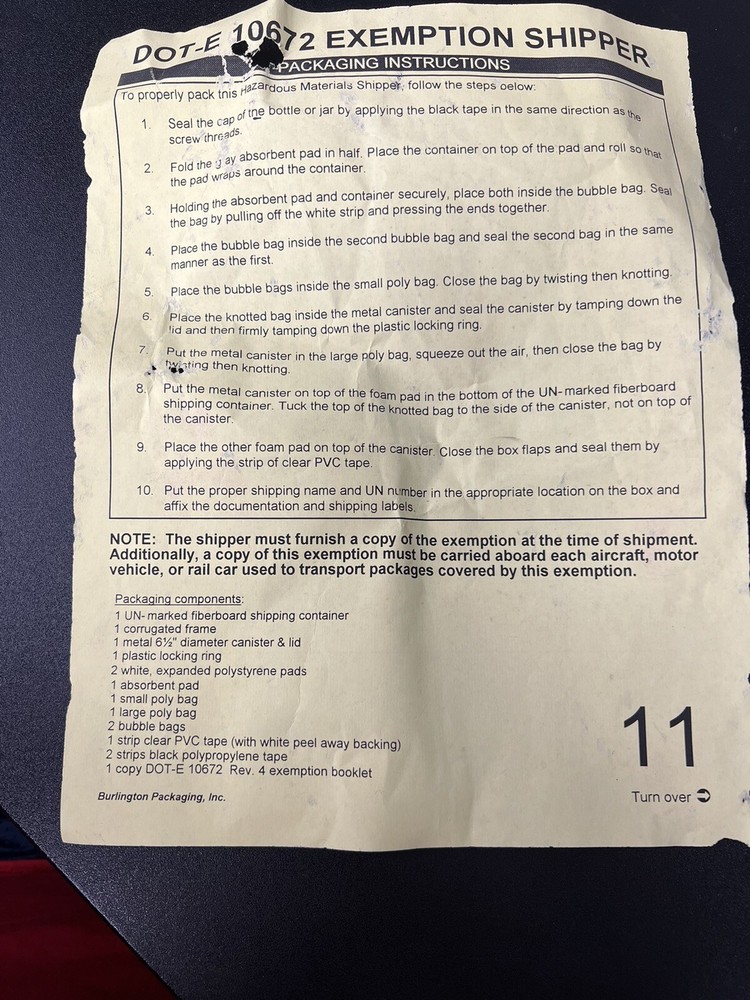 DOT-E 10672 EXEMPTION SHIPPER
PACKAGING INSTRUCTIONS
To properly pack this Hazardous Materials Shipper, follow the steps below:
1. Seal the cap of the bottle or jar by applying the black tape in the same direction as the
screw threads.
2. Fold the gray absorbent pad in half. Place the container on top of the pad and roll so that
the pad wraps around the container.
3. Holding the absorbent pad and container securely, place both inside the bubble bag. Seal
the bag by pulling off the white strip and pressing the ends together.
4. Place the bubble bag inside the second bubble bag and seal the second bag in the same
manner as the first.
5. Place the bubble bags inside the small poly bag. Close the bag by twisting then knotting.
6. Place the knotted bag inside the metal canister and seal the canister by tamping down the
lid and then firmly tamping down the plastic locking ring.
7. Put the metal canister in the large poly bag, squeeze out the air, then close the bag by
twisting then knotting.
8. Put the metal canister on top of the foam pad in the bottom of the UN-marked fiberboard
shipping container. Tuck the top of the knotted bag to the side of the canister, not on top of
the canister.
9. Place the other foam pad on top of the canister. Close the box flaps and seal them by
applying the strip of clear PVC tape.
10. Put the proper shipping name and UN number in the appropriate location on the box and
affix the documentation and shipping labels.
NOTE: The shipper must furnish a copy of the exemption at the time of shipment.
Additionally, a copy of this exemption must be carried aboard each aircraft, motor
vehicle, or rail car used to transport packages covered by this exemption.
Packaging components:
1 UN-marked fiberboard shipping container
1 corrugated frame
1 metal 6½" diameter canister & lid
1 plastic locking ring
2 white, expanded polystyrene pads
1 absorbent pad
1 small poly bag
1 large poly bag
2 bubble bags
1 strip clear PVC tape (with white peel away backing)
2 strips black polypropylene tape
1 copy DOT-E 10672 Rev. 4 exemption booklet
Burlington Packaging, Inc.
11
Turn over